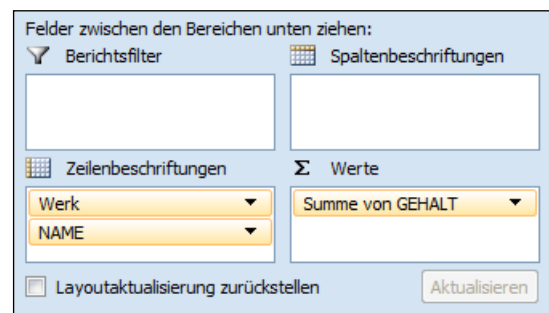 Felder zwischen den Bereichen unten ziehen:
Berichtsfilter
Spaltenbeschriftungen
Zeilenbeschriftungen
Σ Werte
Werk
NAME
Summe von GEHALT
Layoutaktualisierung zurückstellen
Aktualisieren